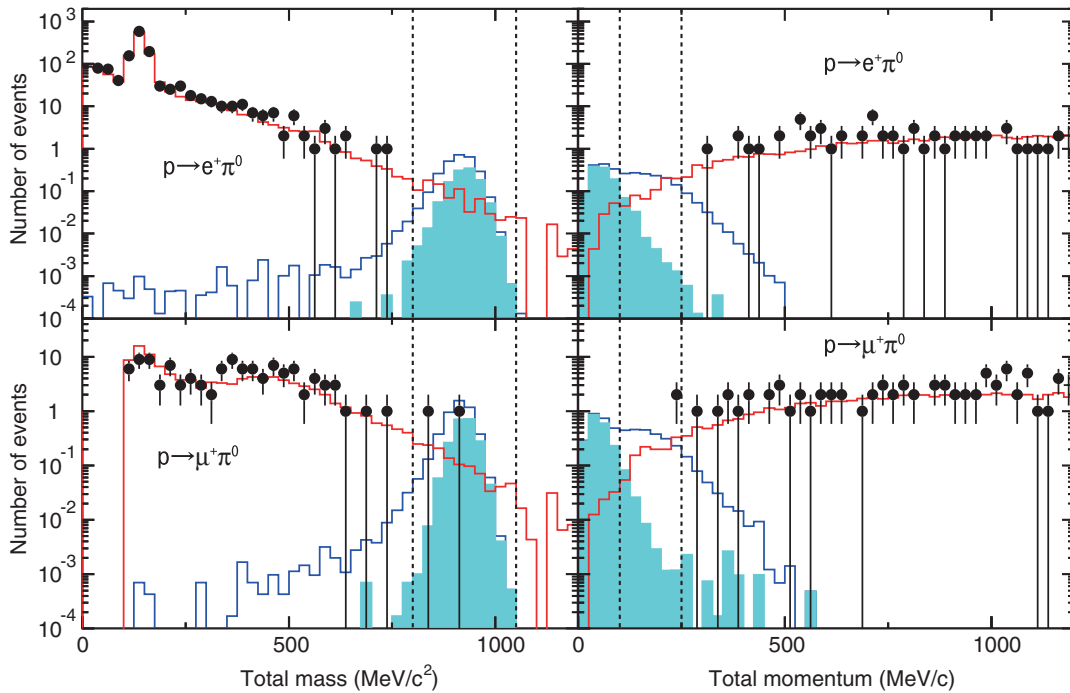 10³
10²
10
1
10⁻¹
10⁻²
10⁻³
10⁻⁴
Number of events
p→e⁺π⁰
p→e⁺π⁰
10
1
10⁻¹
10⁻²
10⁻³
10⁻⁴
Number of events
p→μ⁺π⁰
p→μ⁺π⁰
0 500 1000 0 500 1000
Total mass (MeV/c²) Total momentum (MeV/c)